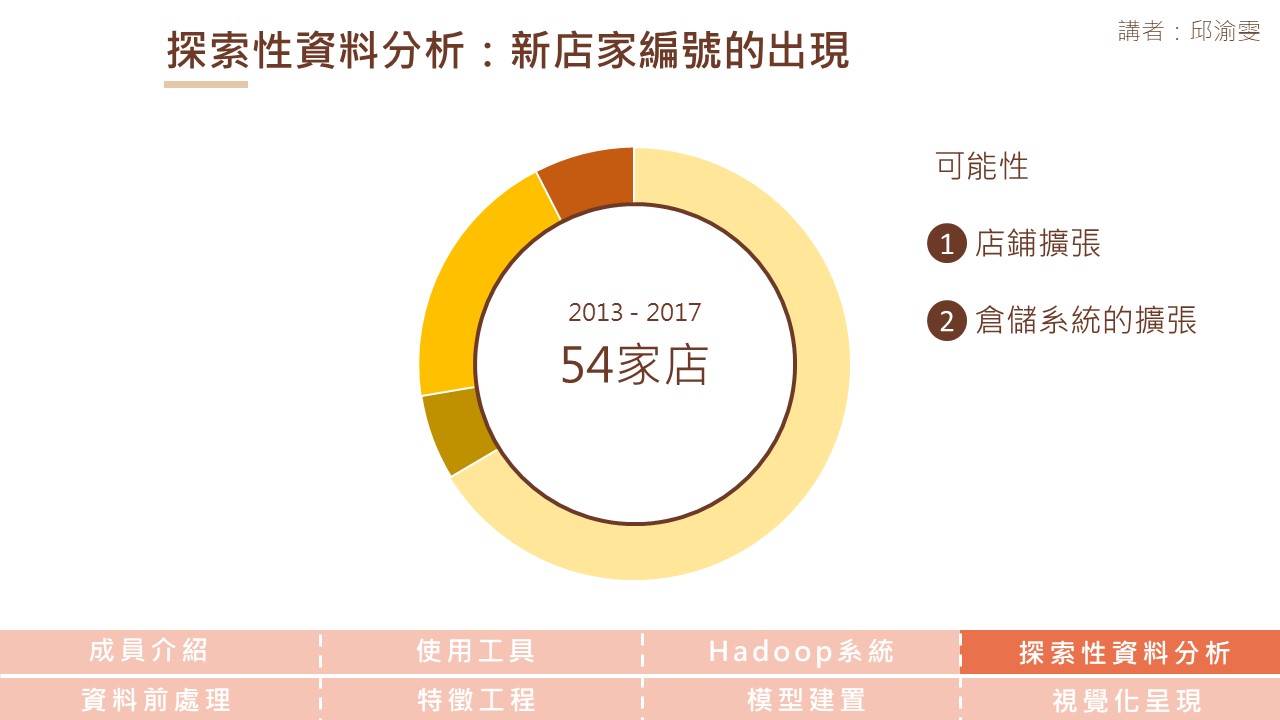 探索性資料分析：新店家編號的出現
講者：邱渝雯
可能性
1 店鋪擴張
2 倉儲系統的擴張
2013 - 2017
54家店
成員介紹 使用工具 Hadoop系統 探索性資料分析
資料前處理 特徵工程 模型建置 視覺化呈現